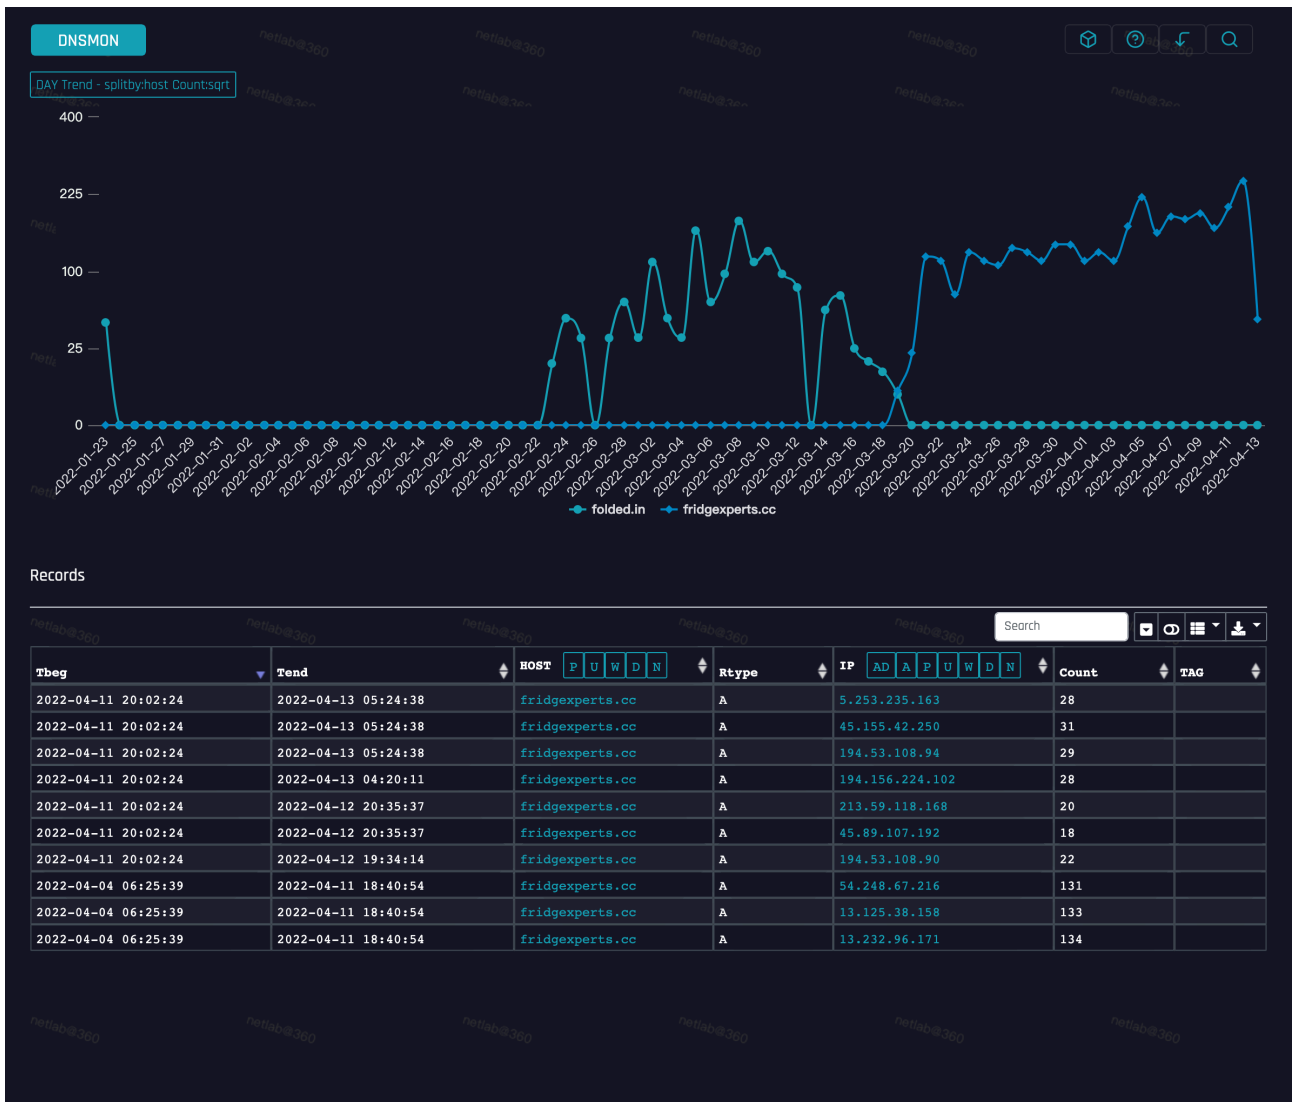 DNSMON
DAY Trend - splitby:host Count:sqrt
400
225
100
25
0
2022-01-23 2022-01-25 2022-01-27 2022-01-29 2022-01-31 2022-02-02 2022-02-04 2022-02-06 2022-02-08 2022-02-10 2022-02-12 2022-02-14 2022-02-16 2022-02-18 2022-02-20 2022-02-22 2022-02-24 2022-02-26 2022-02-28 2022-03-02 2022-03-04 2022-03-06 2022-03-08 2022-03-10 2022-03-12 2022-03-14 2022-03-16 2022-03-18 2022-03-20 2022-03-22 2022-03-24 2022-03-26 2022-03-28 2022-03-30 2022-04-01 2022-04-03 2022-04-05 2022-04-07 2022-04-09 2022-04-11 2022-04-13
folded.in fridgexperts.cc
Records
Search
Tbeg Tend HOST P U W D N Rtype IP AD A P U W D N Count TAG
2022-04-11 20:02:24 2022-04-13 05:24:38 fridgexperts.cc A 5.253.235.163 28
2022-04-11 20:02:24 2022-04-13 05:24:38 fridgexperts.cc A 45.155.42.250 31
2022-04-11 20:02:24 2022-04-13 05:24:38 fridgexperts.cc A 194.53.108.94 29
2022-04-11 20:02:24 2022-04-13 04:20:11 fridgexperts.cc A 194.156.224.102 28
2022-04-11 20:02:24 2022-04-12 20:35:37 fridgexperts.cc A 213.59.118.168 20
2022-04-11 20:02:24 2022-04-12 20:35:37 fridgexperts.cc A 45.89.107.192 18
2022-04-11 20:02:24 2022-04-12 19:34:14 fridgexperts.cc A 194.53.108.90 22
2022-04-04 06:25:39 2022-04-11 18:40:54 fridgexperts.cc A 54.248.67.216 131
2022-04-04 06:25:39 2022-04-11 18:40:54 fridgexperts.cc A 13.125.38.158 133
2022-04-04 06:25:39 2022-04-11 18:40:54 fridgexperts.cc A 13.232.96.171 134
netlab@360 netlab@360 netlab@360 netlab@360 netlab@360 netlab@360